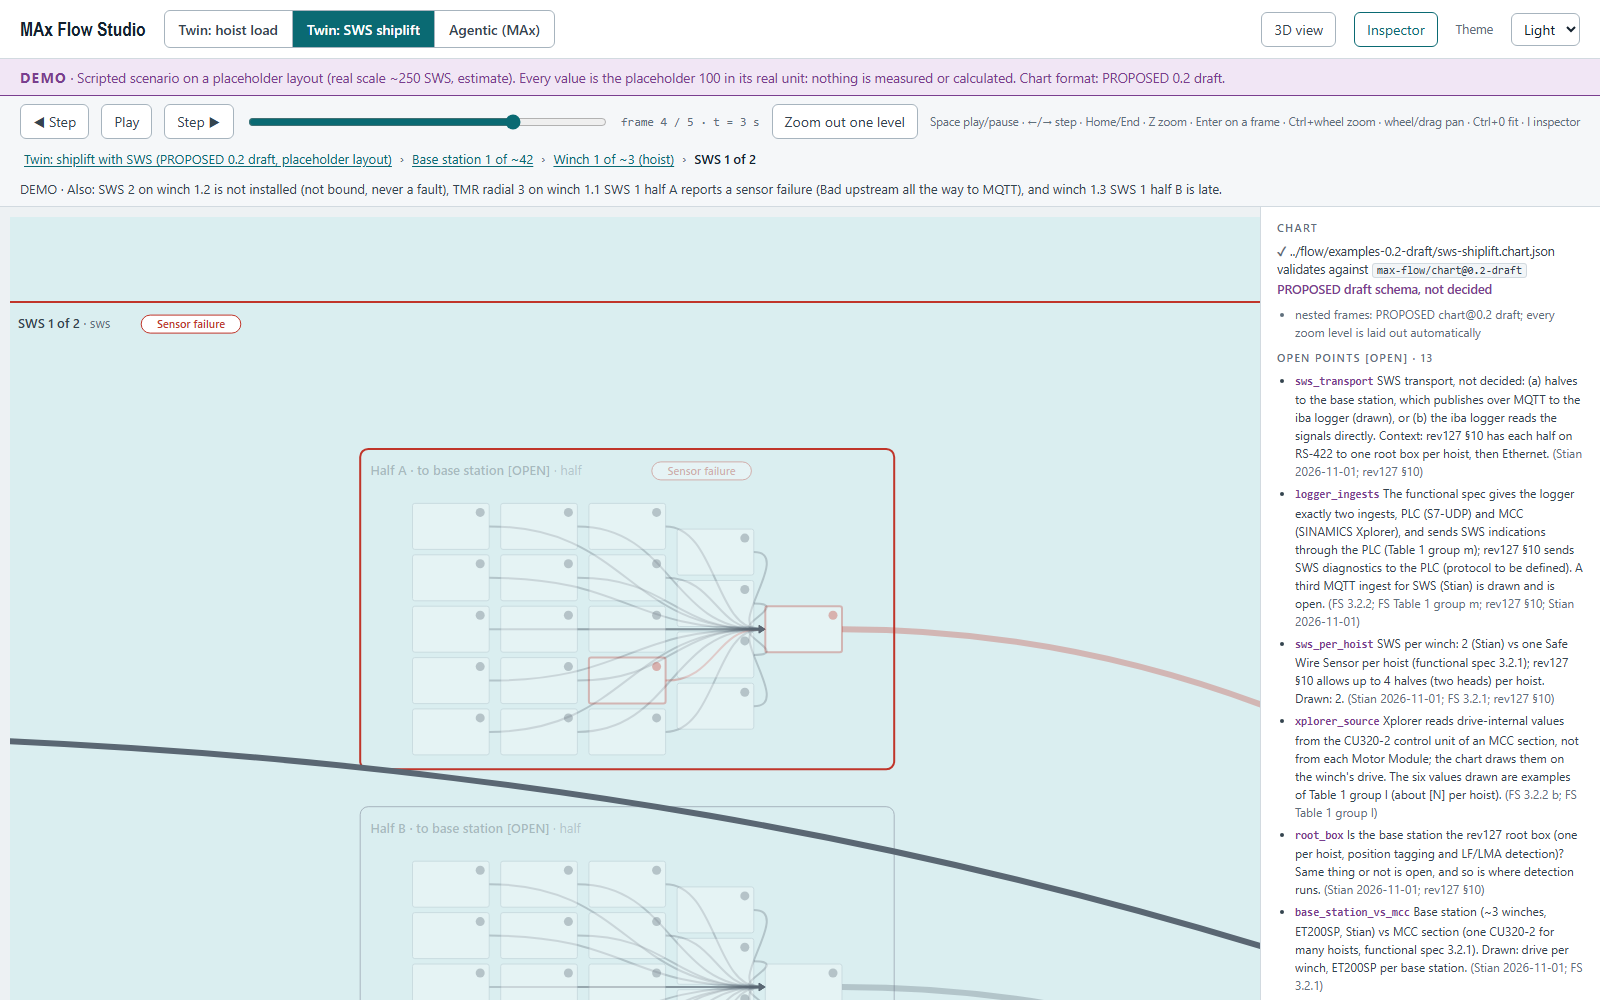 MAx Flow Studio
Twin: hoist load
Twin: SWS shiplift
Agentic (MAx)
3D view
Inspector
Theme
Light
DEMO · Scripted scenario on a placeholder layout (real scale ~250 SWS, estimate). Every value is the placeholder 100 in its real unit: nothing is measured or calculated. Chart format: PROPOSED 0.2 draft.
◀ Step
Play
Step ▶
frame 4 / 5 · t = 3 s
Zoom out one level
Space play/pause · ←/→ step · Home/End · Z zoom · Enter on a frame · Ctrl+wheel zoom · wheel/drag pan · Ctrl+0 fit · I inspector
Twin: shiplift with SWS (PROPOSED 0.2 draft, placeholder layout) › Base station 1 of ~42 › Winch 1 of ~3 (hoist) › SWS 1 of 2
DEMO · Also: SWS 2 on winch 1.2 is not installed (not bound, never a fault), TMR radial 3 on winch 1.1 SWS 1 half A reports a sensor failure (Bad upstream all the way to MQTT), and winch 1.3 SWS 1 half B is late.
SWS 1 of 2 · sws
Sensor failure
Half A · to base station [OPEN] · half
Sensor failure
Half B · to base station [OPEN] · half
CHART
✓ ../flow/examples-0.2-draft/sws-shiplift.chart.json
validates against max-flow/chart@0.2-draft
PROPOSED draft schema, not decided
• nested frames: PROPOSED chart@0.2 draft; every
zoom level is laid out automatically
OPEN POINTS [OPEN] · 13
• sws_transport SWS transport, not decided: (a) halves
to the base station, which publishes over MQTT to the
iba logger (drawn), or (b) the iba logger reads the
signals directly. Context: rev127 §10 has each half on
RS-422 to one root box per hoist, then Ethernet. (Stian
2026-11-01; rev127 §10)
• logger_ingests The functional spec gives the logger
exactly two ingests, PLC (S7-UDP) and MCC
(SINAMICS Xplorer), and sends SWS indications
through the PLC (Table 1 group m); rev127 §10 sends
SWS diagnostics to the PLC (protocol to be defined). A
third MQTT ingest for SWS (Stian) is drawn and is
open. (FS 3.2.2; FS Table 1 group m; rev127 §10; Stian
2026-11-01)
• sws_per_hoist SWS per winch: 2 (Stian) vs one Safe
Wire Sensor per hoist (functional spec 3.2.1); rev127
§10 allows up to 4 halves (two heads) per hoist.
Drawn: 2. (Stian 2026-11-01; FS 3.2.1; rev127 §10)
• xplorer_source Xplorer reads drive-internal values
from the CU320-2 control unit of an MCC section, not
from each Motor Module; the chart draws them on
the winch's drive. The six values drawn are examples
of Table 1 group l (about [N] per hoist). (FS 3.2.2 b; FS
Table 1 group l)
• root_box Is the base station the rev127 root box (one
per hoist, position tagging and LF/LMA detection)?
Same thing or not is open, and so is where detection
runs. (Stian 2026-11-01; rev127 §10)
• base_station_vs_mcc Base station (~3 winches,
ET200SP, Stian) vs MCC section (one CU320-2 for
many hoists, functional spec 3.2.1). Drawn: drive per
winch, ET200SP per base station. (Stian 2026-11-01; FS
3.2.1)